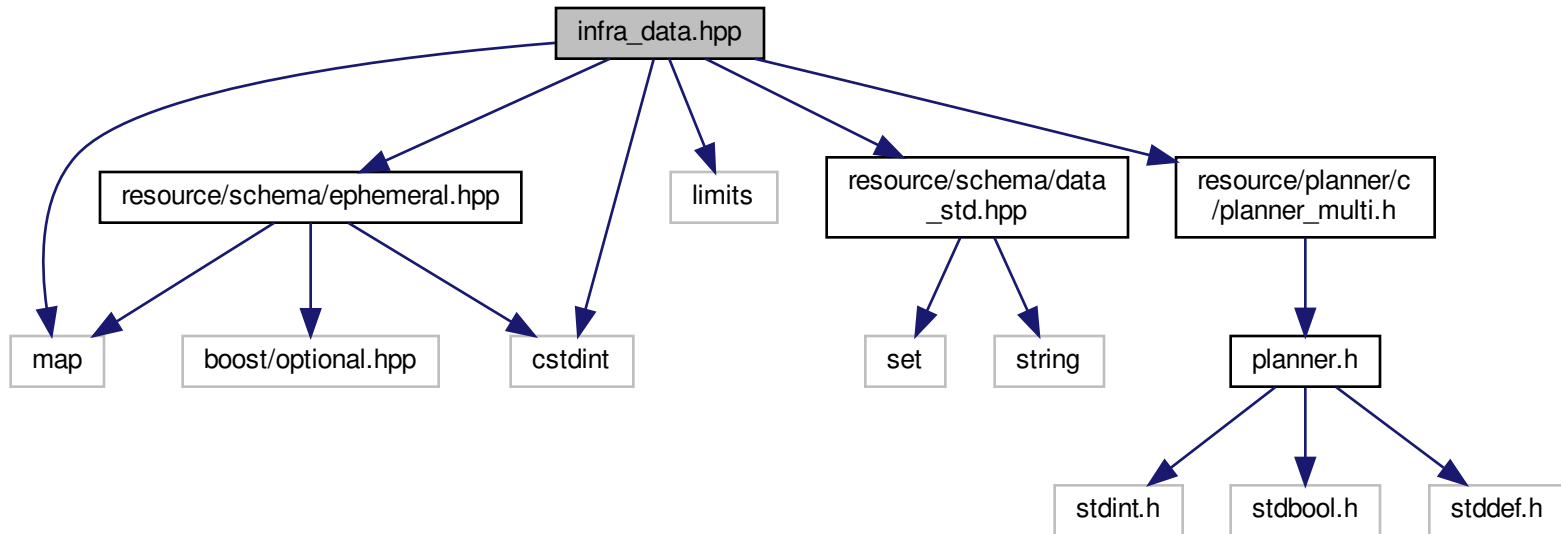 infra_data.hpp
resource/schema/ephemeral.hpp
limits
resource/schema/data
_std.hpp
resource/planner/c
/planner_multi.h
map
boost/optional.hpp
cstdint
set
string
planner.h
stdint.h
stdbool.h
stddef.h